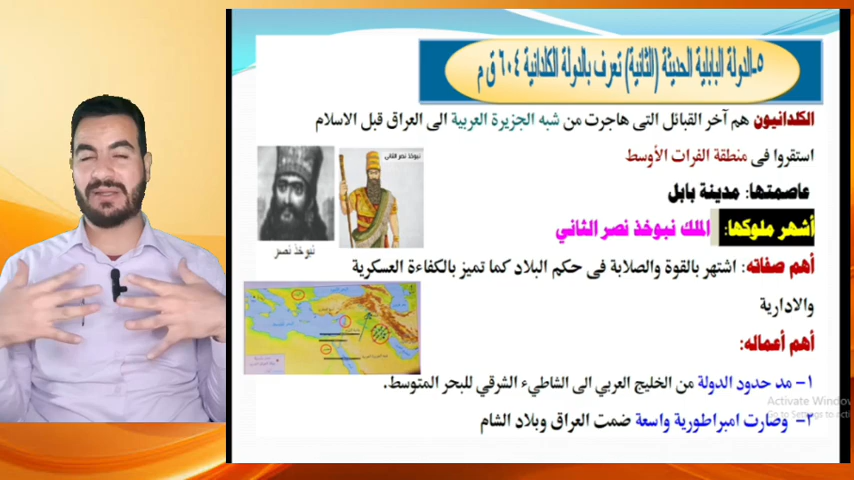 ٥-الدولة البابلية الحديثة (الثانية) تعرف بالدولة الكلدانية ٦٠٤ ق م
الكلدانيون هم آخر القبائل التى هاجرت من شبه الجزيرة العربية الى العراق قبل الاسلام
استقروا فى منطقة الفرات الأوسط
عاصمتها: مدينة بابل
أشهر ملوكها: الملك نبوخذ نصر الثاني
نبوخذ نصر الثاني
نبوخذ نصر
أهم صفاته: اشتهر بالقوة والصلابة فى حكم البلاد كما تميز بالكفاءة العسكرية
والادارية
أهم أعماله:
١- مد حدود الدولة من الخليج العربي الى الشاطيء الشرقي للبحر المتوسط.
٢- وصارت امبراطورية واسعة ضمت العراق وبلاد الشام
Activate Windows
Go to Settings to acti